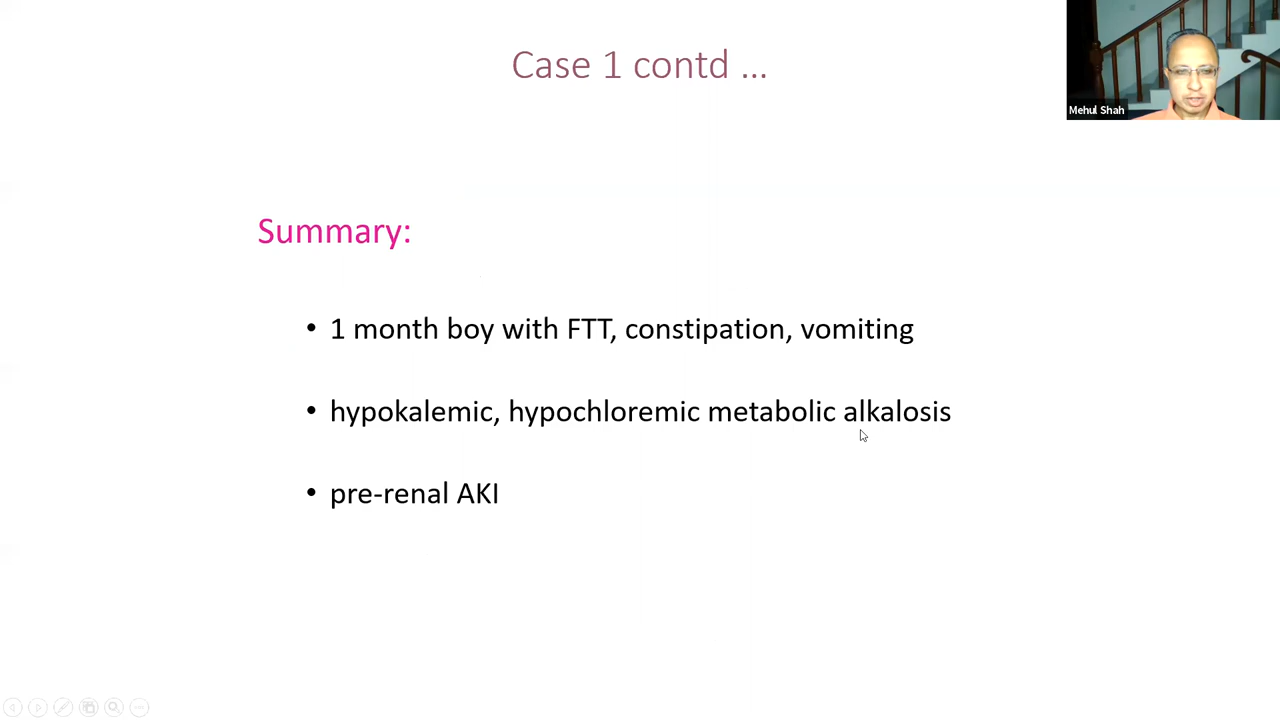 Case 1 contd ...
Mehul Shah
Summary:
• 1 month boy with FTT, constipation, vomiting
• hypokalemic, hypochloremic metabolic alkalosis
• pre-renal AKI